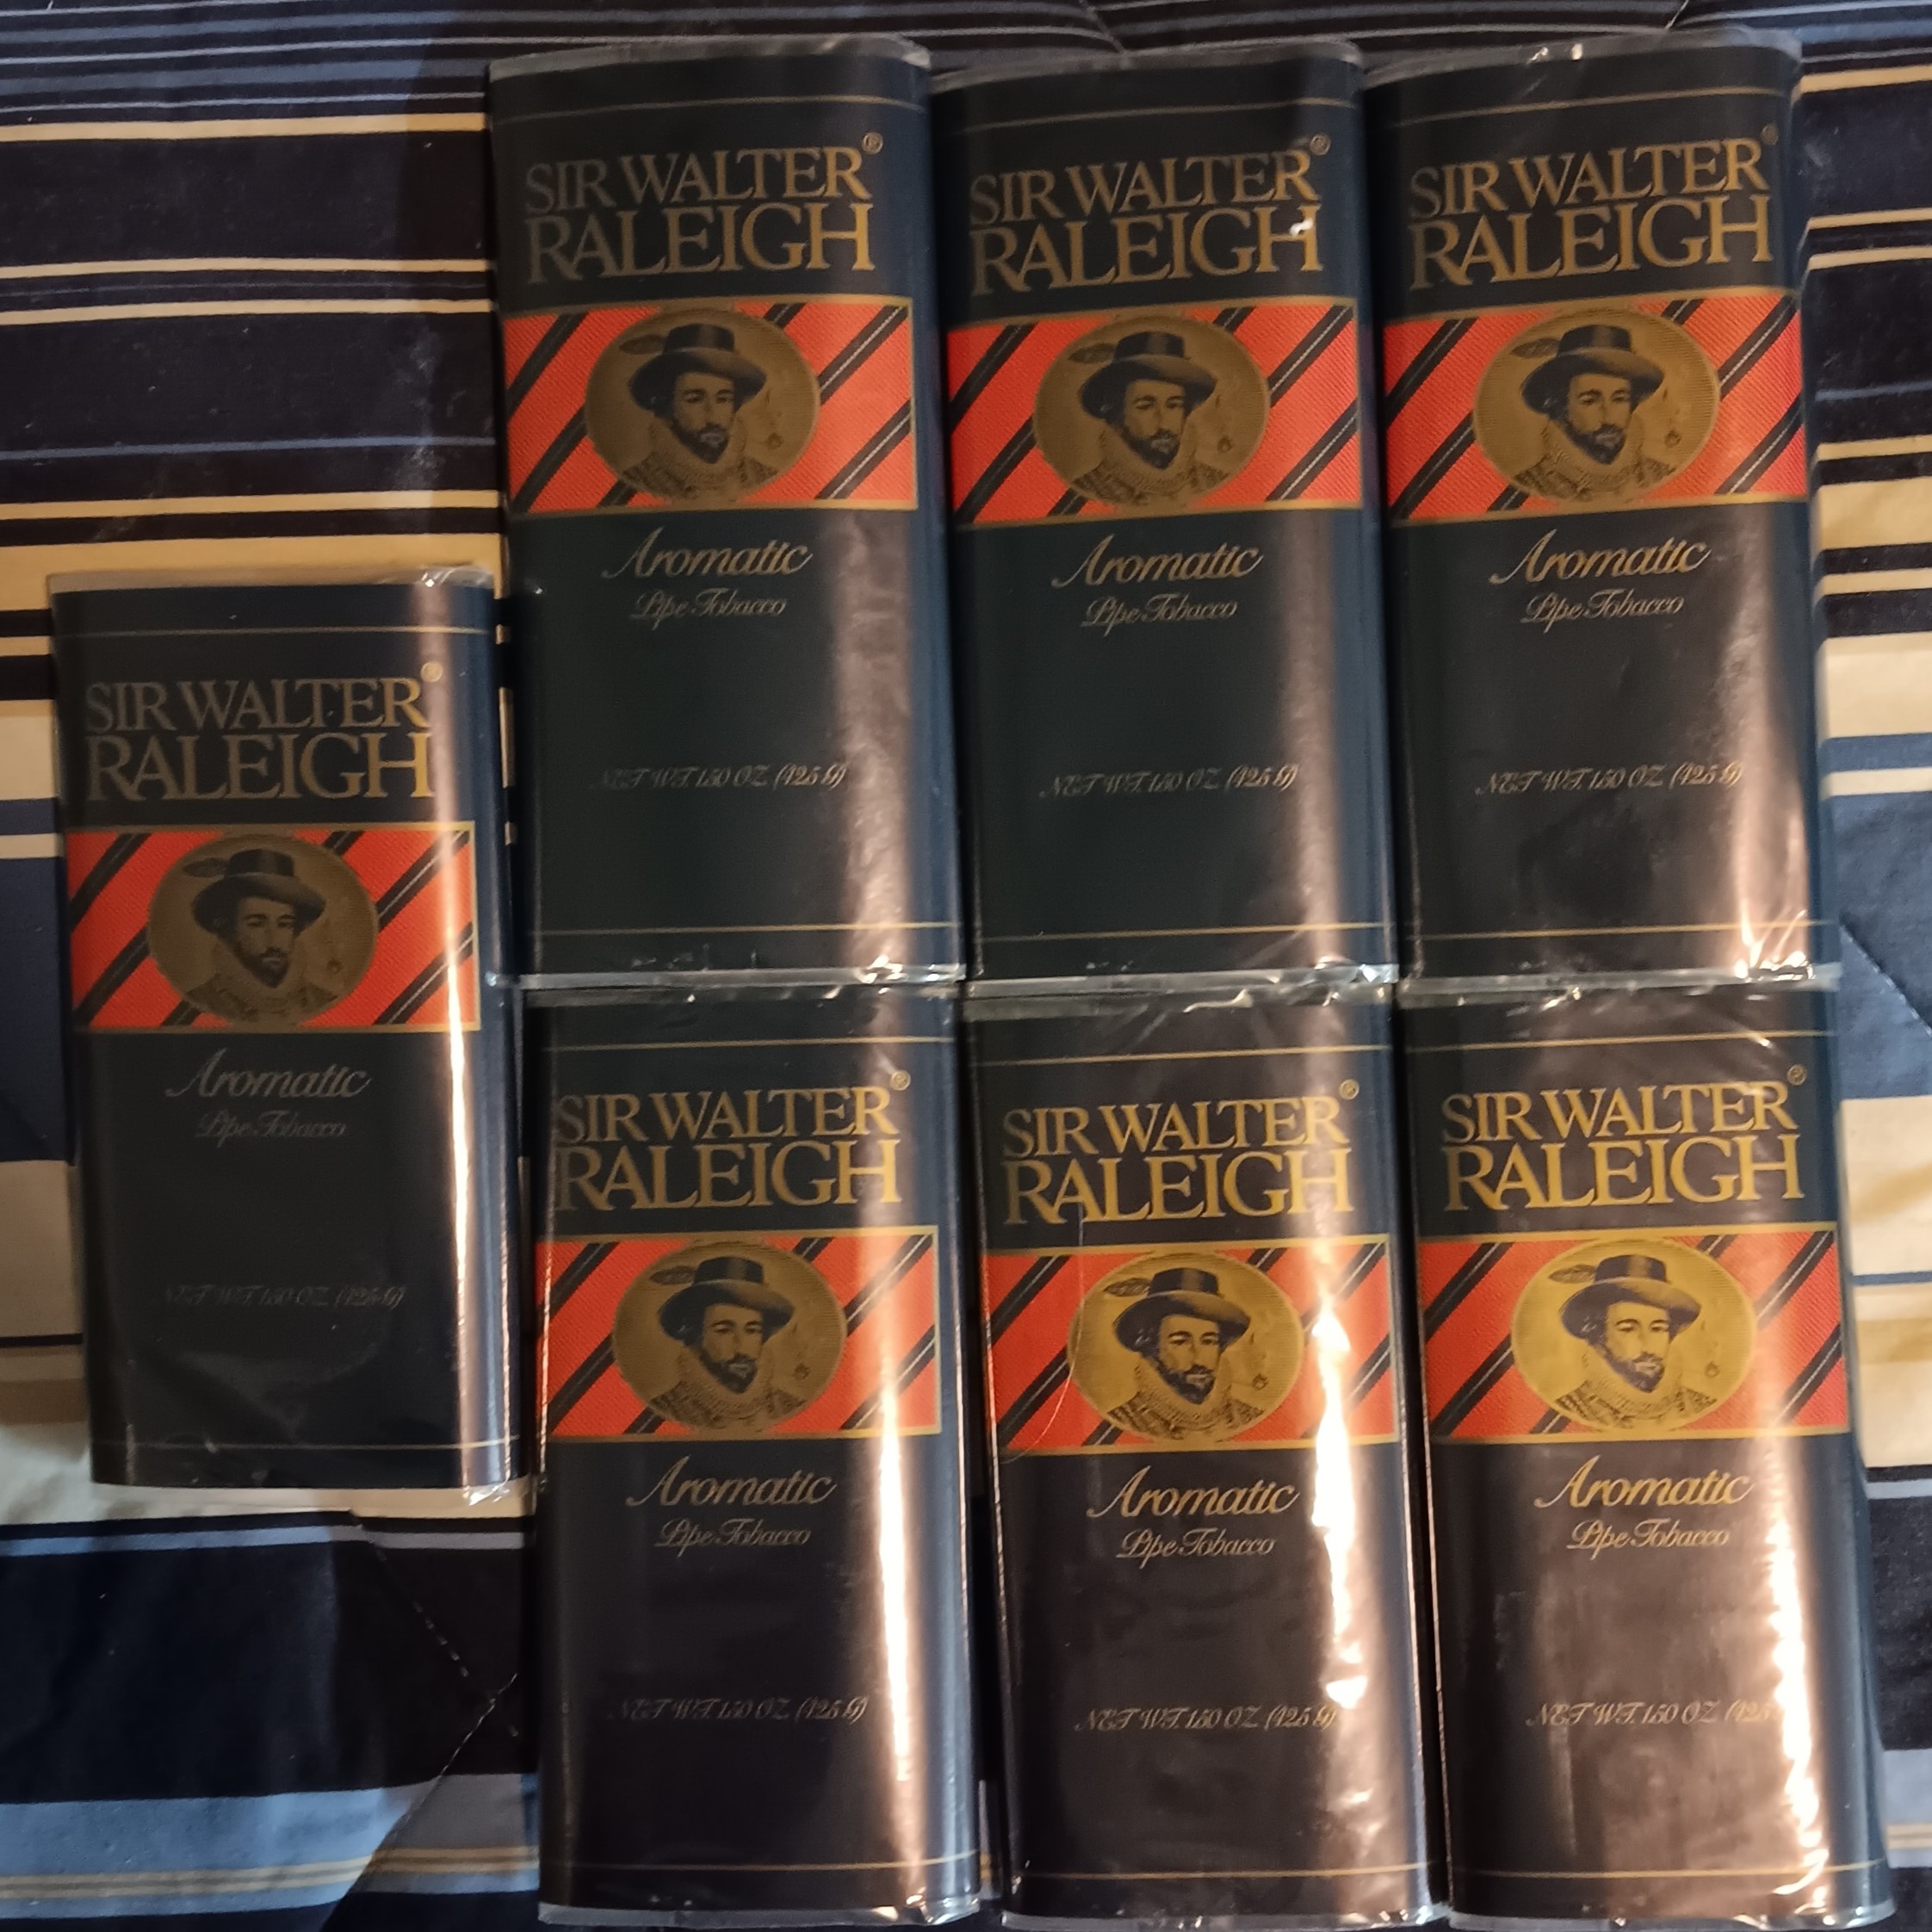 SIR WALTER®
RALEIGH
Aromatic
Pipe Tobacco
NET WT. 1.50 OZ (42.5 G)
SIR WALTER®
RALEIGH
Aromatic
Pipe Tobacco
NET WT. 1.50 OZ (42.5 G)
SIR WALTER®
RALEIGH
Aromatic
Pipe Tobacco
NET WT. 1.50 OZ (42.5 G)
SIR WALTER®
RALEIGH
Aromatic
Pipe Tobacco
NET WT. 1.50 OZ (42.5 G)
SIR WALTER®
RALEIGH
Aromatic
Pipe Tobacco
NET WT. 1.50 OZ (42.5 G)
SIR WALTER®
RALEIGH
Aromatic
Pipe Tobacco
NET WT. 1.50 OZ (42.5 G)
SIR WALTER®
RALEIGH
Aromatic
Pipe Tobacco
NET WT. 1.50 OZ (42.5